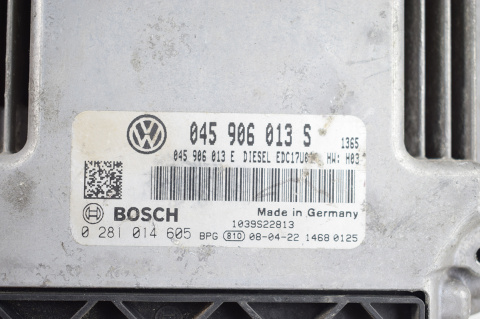 045 906 013 S 1365
045 906 013 E DIESEL EDC17U01 HW: H03
BOSCH Made in Germany
1039S22813
0 281 014 605 BPG 810 08-04-22 1468 0125